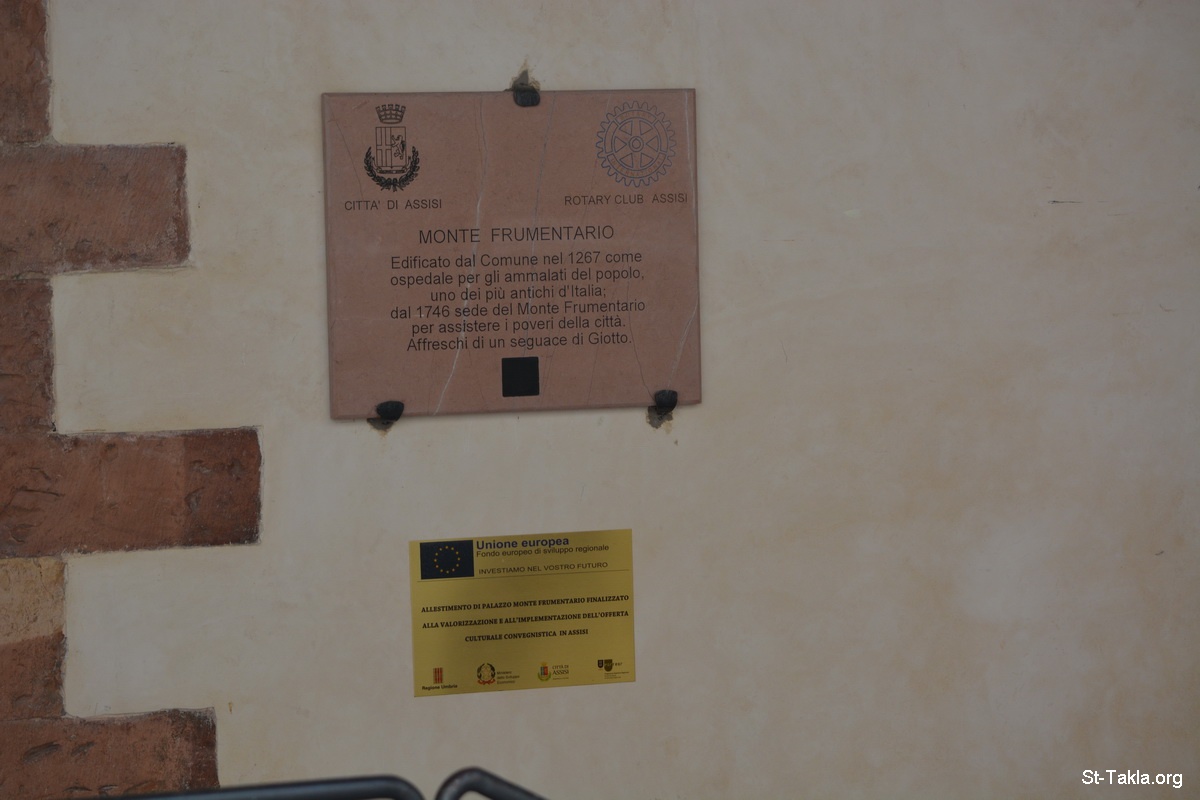 CITTA' DI ASSISI
ROTARY CLUB ASSISI
MONTE FRUMENTARIO
Edificato dal Comune nel 1267 come
ospedale per gli ammalati del popolo,
uno dei più antichi d'Italia;
dal 1746 sede del Monte Frumentario
per assistere i poveri della città.
Affreschi di un seguace di Giotto.
Unione europea
Fondo europeo di sviluppo regionale
INVESTIAMO NEL VOSTRO FUTURO
ALLESTIMENTO DI PALAZZO MONTE FRUMENTARIO FINALIZZATO
ALLA VALORIZZAZIONE E ALL'IMPLEMENTAZIONE DELL'OFFERTA
CULTURALE CONVEGNISTICA IN ASSISI
Regione Umbria
CITTÀ DI
ASSISI
St-Takla.org